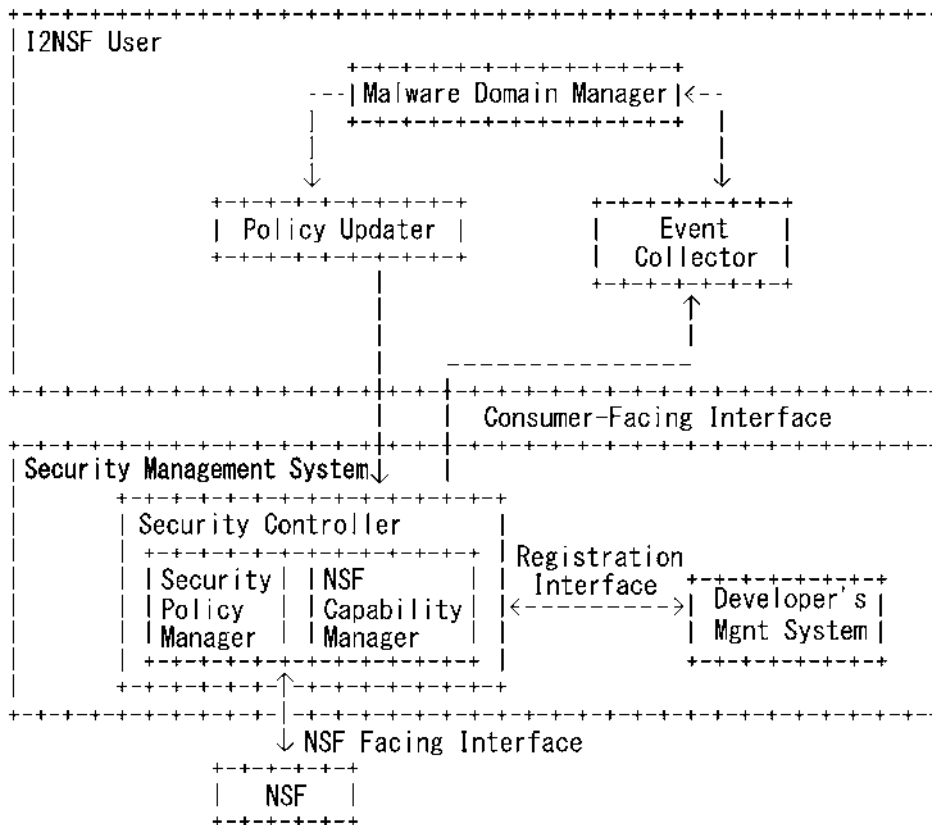 I2NSF User
Malware Domain Manager
Policy Updater
Event
Collector
Consumer-Facing Interface
Security Management System
Security Controller
Security
Policy
Manager
NSF
Capability
Manager
Registration
Interface
Developer's
Mgnt System
NSF Facing Interface
NSF